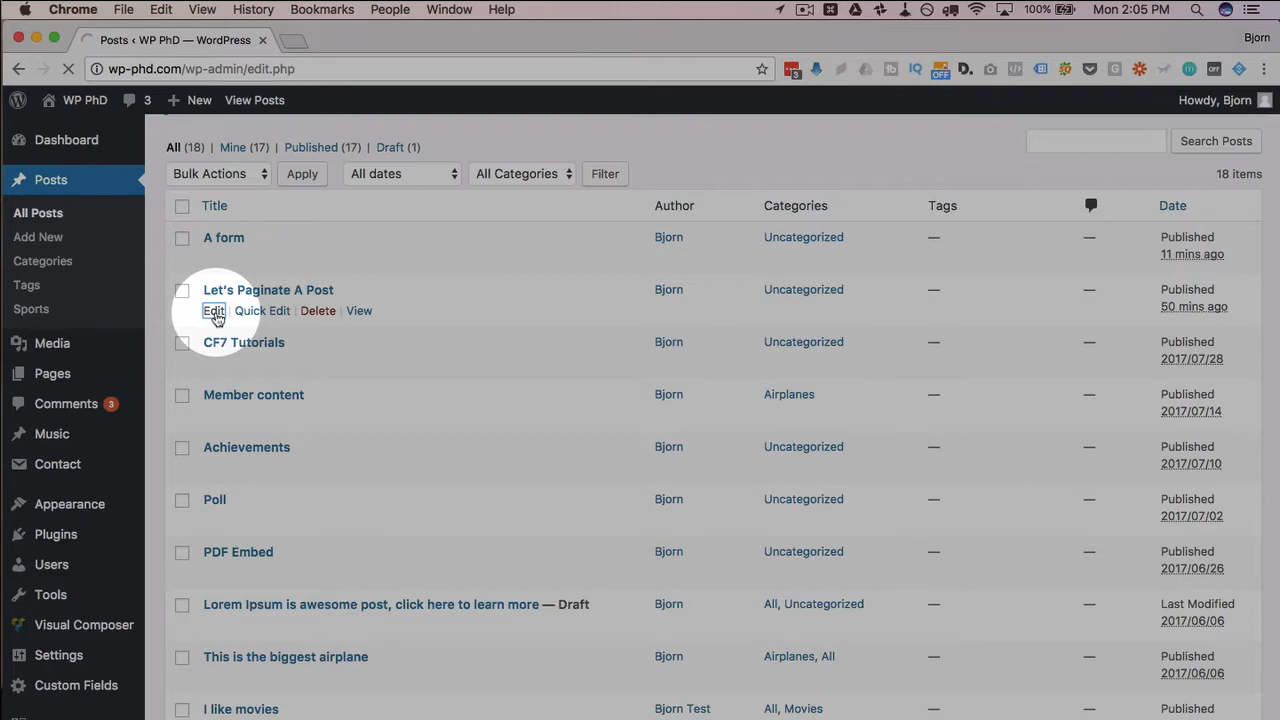 Chrome File Edit View History Bookmarks People Window Help 100% Mon 2:05 PM
Posts ‹ WP PhD — WordPress Bjorn
wp-phd.com/wp-admin/edit.php 3 IQ OFF D. OFF
WP PhD 3 New View Posts Howdy, Bjorn
Dashboard
Posts
All Posts
Add New
Categories
Tags
Sports
Media
Pages
Comments 3
Music
Contact
Appearance
Plugins
Users
Tools
Visual Composer
Settings
Custom Fields
All (18) | Mine (17) | Published (17) | Draft (1)
Search Posts
Bulk Actions Apply All dates All Categories Filter 18 items
Title Author Categories Tags Date
A form Bjorn Uncategorized — — Published
11 mins ago
Let's Paginate A Post Bjorn Uncategorized — — Published
Edit | Quick Edit | Delete | View 50 mins ago
CF7 Tutorials Bjorn Uncategorized — — Published
2017/07/28
Member content Bjorn Airplanes — — Published
2017/07/14
Achievements Bjorn Uncategorized — — Published
2017/07/10
Poll Bjorn Uncategorized — — Published
2017/07/02
PDF Embed Bjorn Uncategorized — — Published
2017/06/26
Lorem Ipsum is awesome post, click here to learn more — Draft Bjorn All, Uncategorized — — Last Modified
2017/06/06
This is the biggest airplane Bjorn Airplanes, All — — Published
2017/06/06
I like movies Bjorn Test All, Movies — — Published